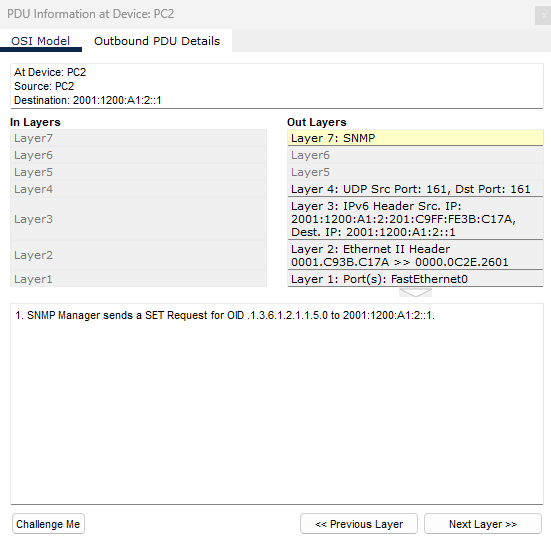 PDU Information at Device: PC2
x
OSI Model
Outbound PDU Details
At Device: PC2
Source: PC2
Destination: 2001:1200:A1:2::1
In Layers
Layer7
Layer6
Layer5
Layer4
Layer3
Layer2
Layer1
Out Layers
Layer 7: SNMP
Layer6
Layer5
Layer 4: UDP Src Port: 161, Dst Port: 161
Layer 3: IPv6 Header Src. IP:
2001:1200:A1:2:201:C9FF:FE3B:C17A,
Dest. IP: 2001:1200:A1:2::1
Layer 2: Ethernet II Header
0001.C93B.C17A >> 0000.0C2E.2601
Layer 1: Port(s): FastEthernet0
1. SNMP Manager sends a SET Request for OID .1.3.6.1.2.1.1.5.0 to 2001:1200:A1:2::1.
Challenge Me
<< Previous Layer
Next Layer >>